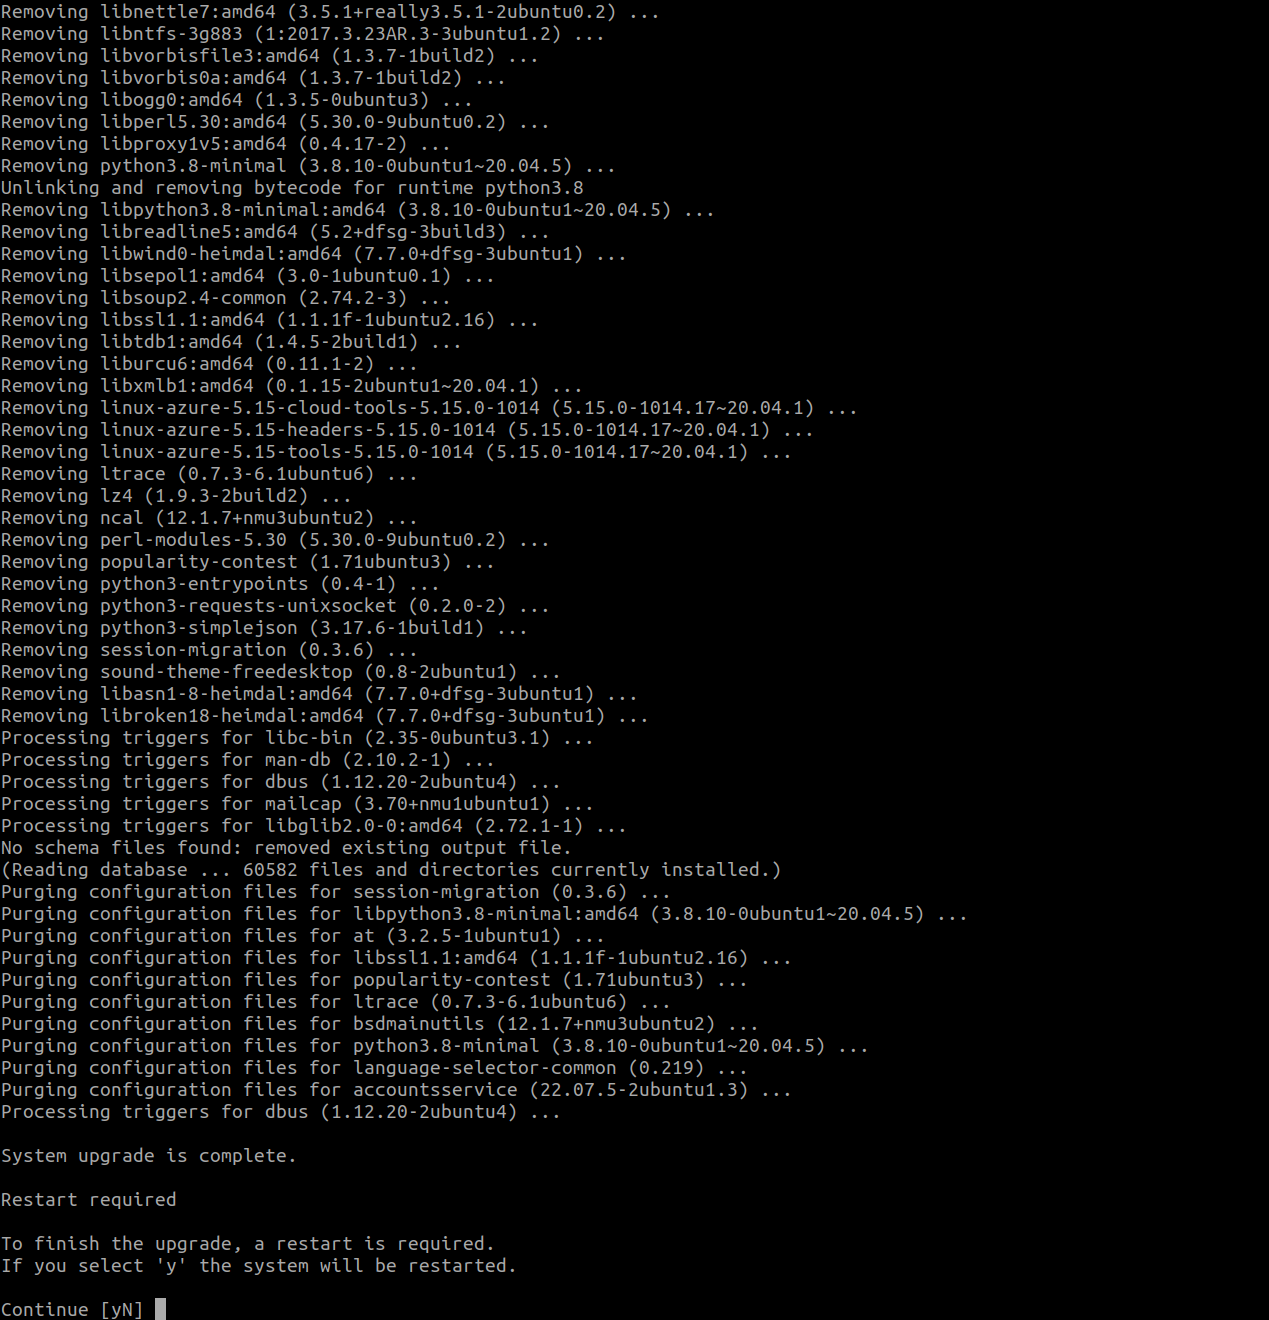 Removing libnettle7:amd64 (3.5.1+really3.5.1-2ubuntu0.2) ...
Removing libntfs-3g883 (1:2017.3.23AR.3-3ubuntu1.2) ...
Removing libvorbisfile3:amd64 (1.3.7-1build2) ...
Removing libvorbis0a:amd64 (1.3.7-1build2) ...
Removing libogg0:amd64 (1.3.5-0ubuntu3) ...
Removing libperl5.30:amd64 (5.30.0-9ubuntu0.2) ...
Removing libproxy1v5:amd64 (0.4.17-2) ...
Removing python3.8-minimal (3.8.10-0ubuntu1~20.04.5) ...
Unlinking and removing bytecode for runtime python3.8
Removing libpython3.8-minimal:amd64 (3.8.10-0ubuntu1~20.04.5) ...
Removing libreadline5:amd64 (5.2+dfsg-3build3) ...
Removing libwind0-heimdal:amd64 (7.7.0+dfsg-3ubuntu1) ...
Removing libsepol1:amd64 (3.0-1ubuntu0.1) ...
Removing libsoup2.4-common (2.74.2-3) ...
Removing libssl1.1:amd64 (1.1.1f-1ubuntu2.16) ...
Removing libtdb1:amd64 (1.4.5-2build1) ...
Removing liburcu6:amd64 (0.11.1-2) ...
Removing libxmlb1:amd64 (0.1.15-2ubuntu1~20.04.1) ...
Removing linux-azure-5.15-cloud-tools-5.15.0-1014 (5.15.0-1014.17~20.04.1) ...
Removing linux-azure-5.15-headers-5.15.0-1014 (5.15.0-1014.17~20.04.1) ...
Removing linux-azure-5.15-tools-5.15.0-1014 (5.15.0-1014.17~20.04.1) ...
Removing ltrace (0.7.3-6.1ubuntu6) ...
Removing lz4 (1.9.3-2build2) ...
Removing ncal (12.1.7+nmu3ubuntu2) ...
Removing perl-modules-5.30 (5.30.0-9ubuntu0.2) ...
Removing popularity-contest (1.71ubuntu3) ...
Removing python3-entrypoints (0.4-1) ...
Removing python3-requests-unixsocket (0.2.0-2) ...
Removing python3-simplejson (3.17.6-1build1) ...
Removing session-migration (0.3.6) ...
Removing sound-theme-freedesktop (0.8-2ubuntu1) ...
Removing libasn1-8-heimdal:amd64 (7.7.0+dfsg-3ubuntu1) ...
Removing libroken18-heimdal:amd64 (7.7.0+dfsg-3ubuntu1) ...
Processing triggers for libc-bin (2.35-0ubuntu3.1) ...
Processing triggers for man-db (2.10.2-1) ...
Processing triggers for dbus (1.12.20-2ubuntu4) ...
Processing triggers for mailcap (3.70+nmu1ubuntu1) ...
Processing triggers for libglib2.0-0:amd64 (2.72.1-1) ...
No schema files found: removed existing output file.
(Reading database ... 60582 files and directories currently installed.)
Purging configuration files for session-migration (0.3.6) ...
Purging configuration files for libpython3.8-minimal:amd64 (3.8.10-0ubuntu1~20.04.5) ...
Purging configuration files for at (3.2.5-1ubuntu1) ...
Purging configuration files for libssl1.1:amd64 (1.1.1f-1ubuntu2.16) ...
Purging configuration files for popularity-contest (1.71ubuntu3) ...
Purging configuration files for ltrace (0.7.3-6.1ubuntu6) ...
Purging configuration files for bsdmainutils (12.1.7+nmu3ubuntu2) ...
Purging configuration files for python3.8-minimal (3.8.10-0ubuntu1~20.04.5) ...
Purging configuration files for language-selector-common (0.219) ...
Purging configuration files for accountsservice (22.07.5-2ubuntu1.3) ...
Processing triggers for dbus (1.12.20-2ubuntu4) ...
System upgrade is complete.
Restart required
To finish the upgrade, a restart is required.
If you select 'y' the system will be restarted.
Continue [yN]